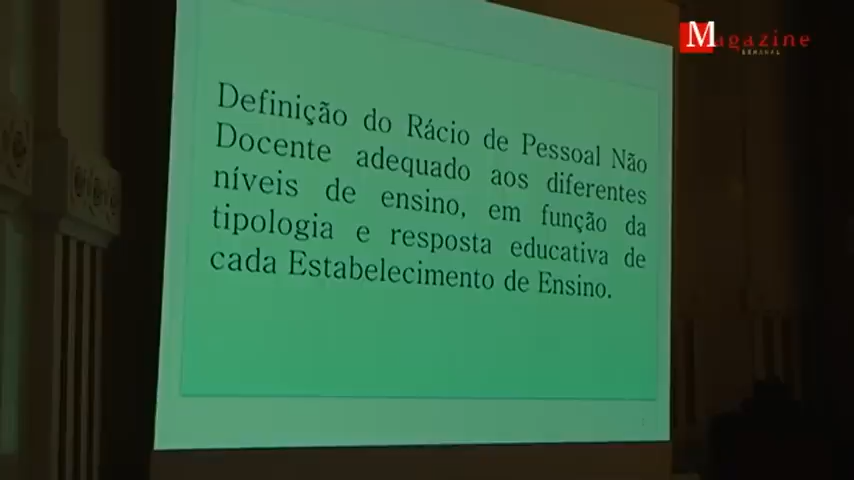 Magazine
SEMANAL
Definição do Rácio de Pessoal Não
Docente adequado aos diferentes
níveis de ensino, em função da
tipologia e resposta educativa de
cada Estabelecimento de Ensino.